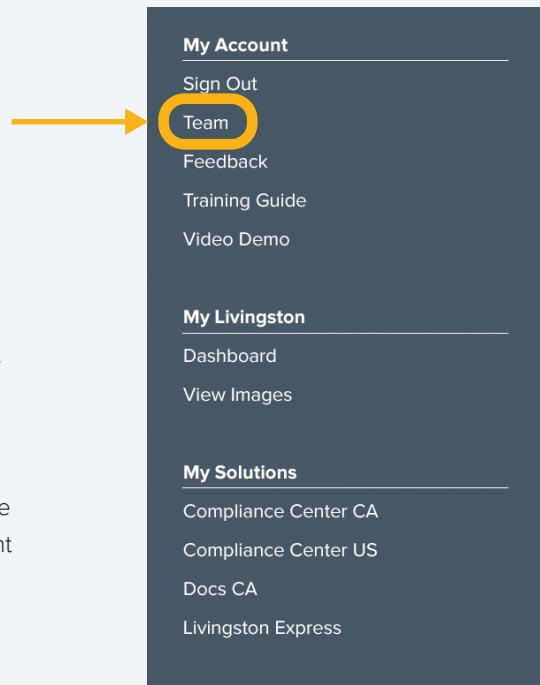 My Account
Sign Out
Team
Feedback
Training Guide
Video Demo
My Livingston
Dashboard
View Images
My Solutions
Compliance Center CA
Compliance Center US
Docs CA
Livingston Express